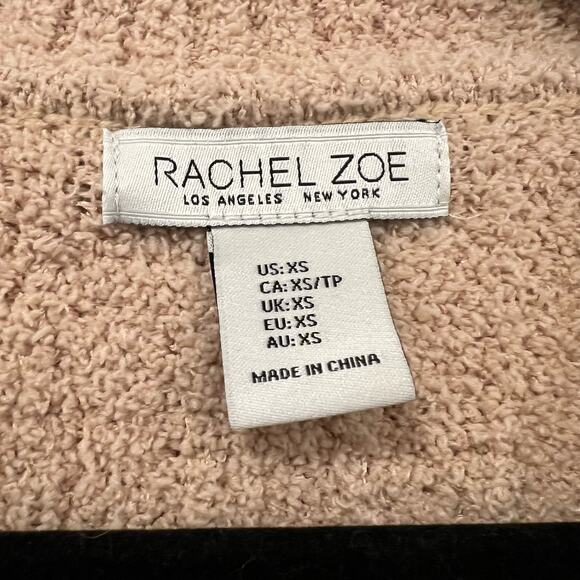 RACHEL ZOE
LOS ANGELES NEW YORK
US: XS
CA: XS/TP
UK: XS
EU: XS
AU: XS
MADE IN CHINA